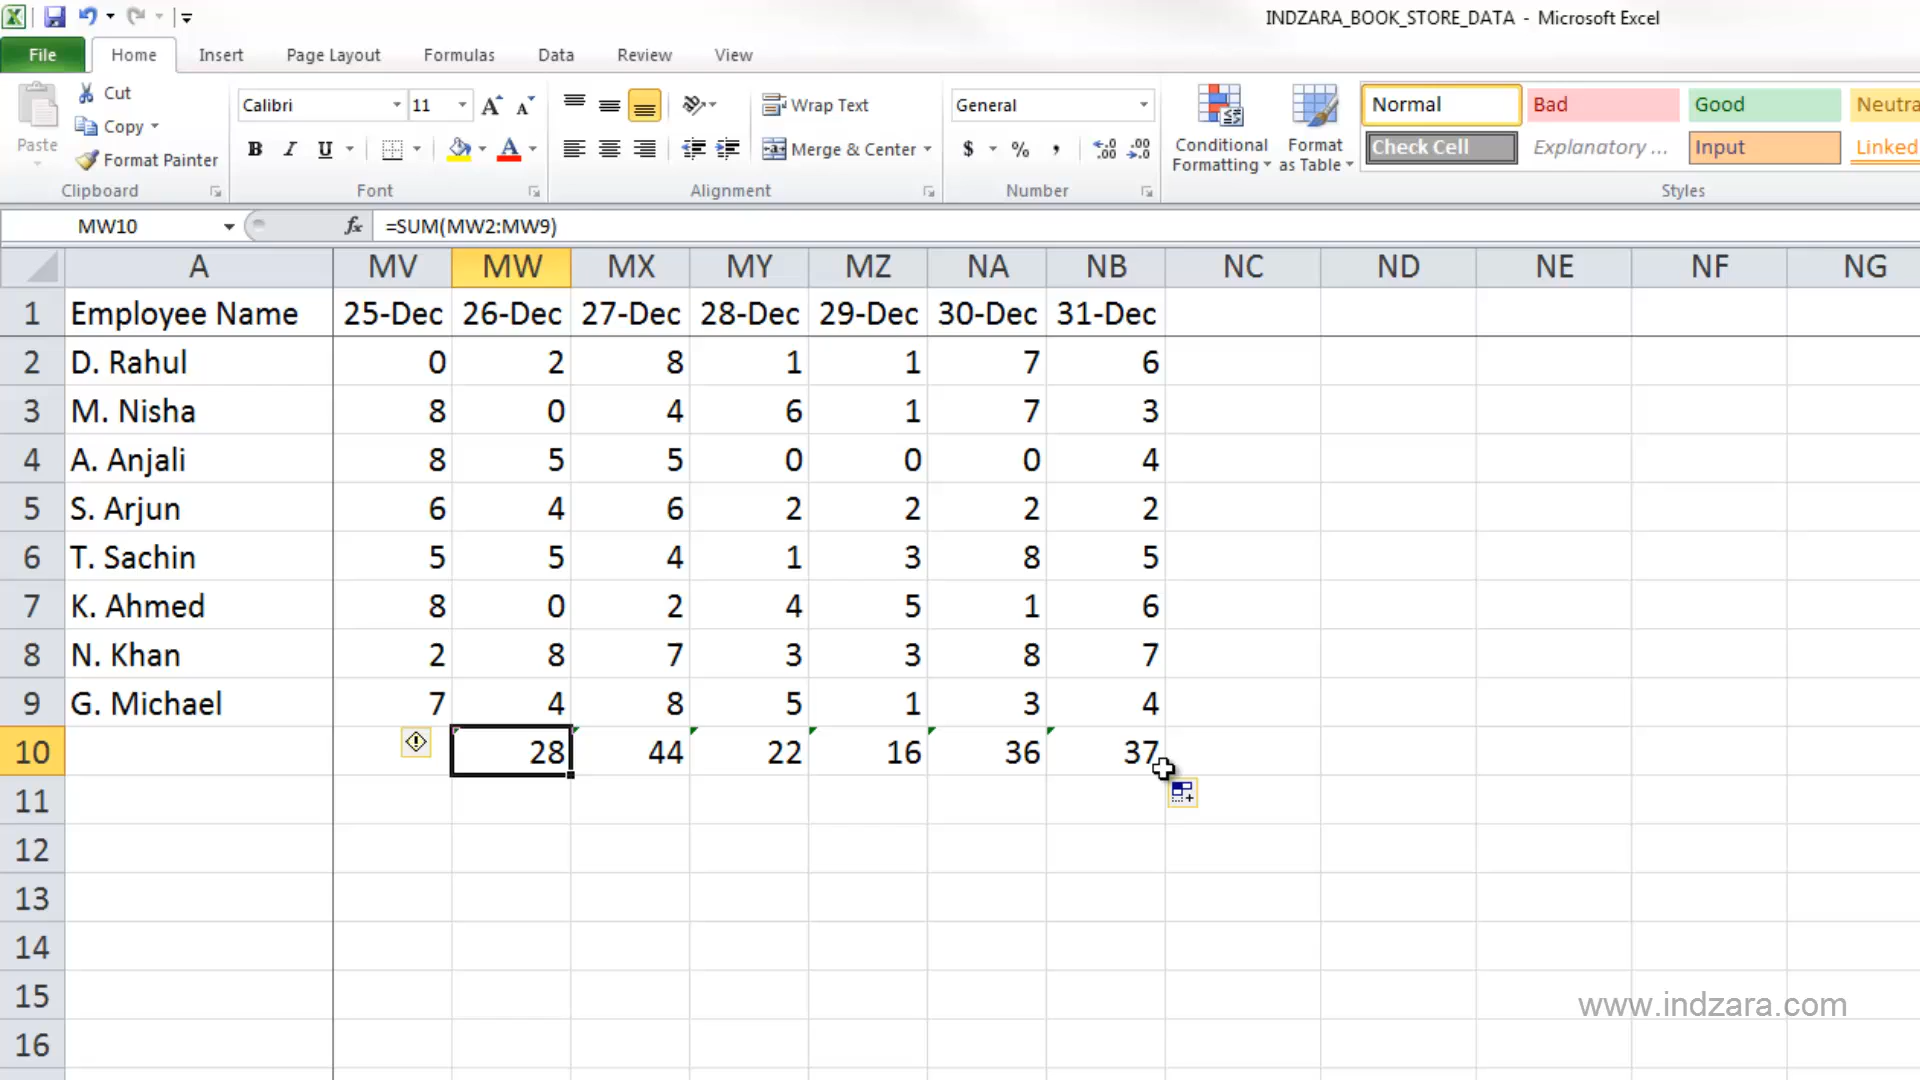 INDZARA_BOOK_STORE_DATA - Microsoft Excel
File Home Insert Page Layout Formulas Data Review View
Paste
Cut
Copy
Format Painter
Clipboard
Calibri 11
B I U A
Font
Wrap Text
Merge & Center
Alignment
General
$ % ,
Number
Conditional Formatting
Format as Table
Normal Bad Good Neutra
Check Cell Explanatory ... Input Linked
Styles
MW10 fx =SUM(MW2:MW9)
A MV MW MX MY MZ NA NB NC ND NE NF NG
1 Employee Name 25-Dec 26-Dec 27-Dec 28-Dec 29-Dec 30-Dec 31-Dec
2 D. Rahul 0 2 8 1 1 7 6
3 M. Nisha 8 0 4 6 1 7 3
4 A. Anjali 8 5 5 0 0 0 4
5 S. Arjun 6 4 6 2 2 2 2
6 T. Sachin 5 5 4 1 3 8 5
7 K. Ahmed 8 0 2 4 5 1 6
8 N. Khan 2 8 7 3 3 8 7
9 G. Michael 7 4 8 5 1 3 4
10 28 44 22 16 36 37
11
12
13
14
15
www.indzara.com
16